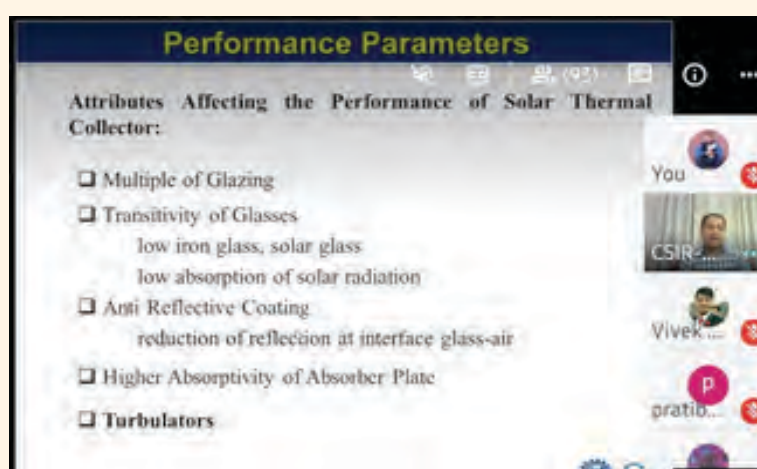 Performance Parameters
(93)
Attributes Affecting the Performance of Solar Thermal
Collector:
❑ Multiple of Glazing
❑ Transitivity of Glasses
low iron glass, solar glass
low absorption of solar radiation
❑ Anti Reflective Coating
reduction of reflection at interface glass-air
❑ Higher Absorptivity of Absorber Plate
❑ Turbulators
You
CSIR-...
Vivek ...
P
pratib...